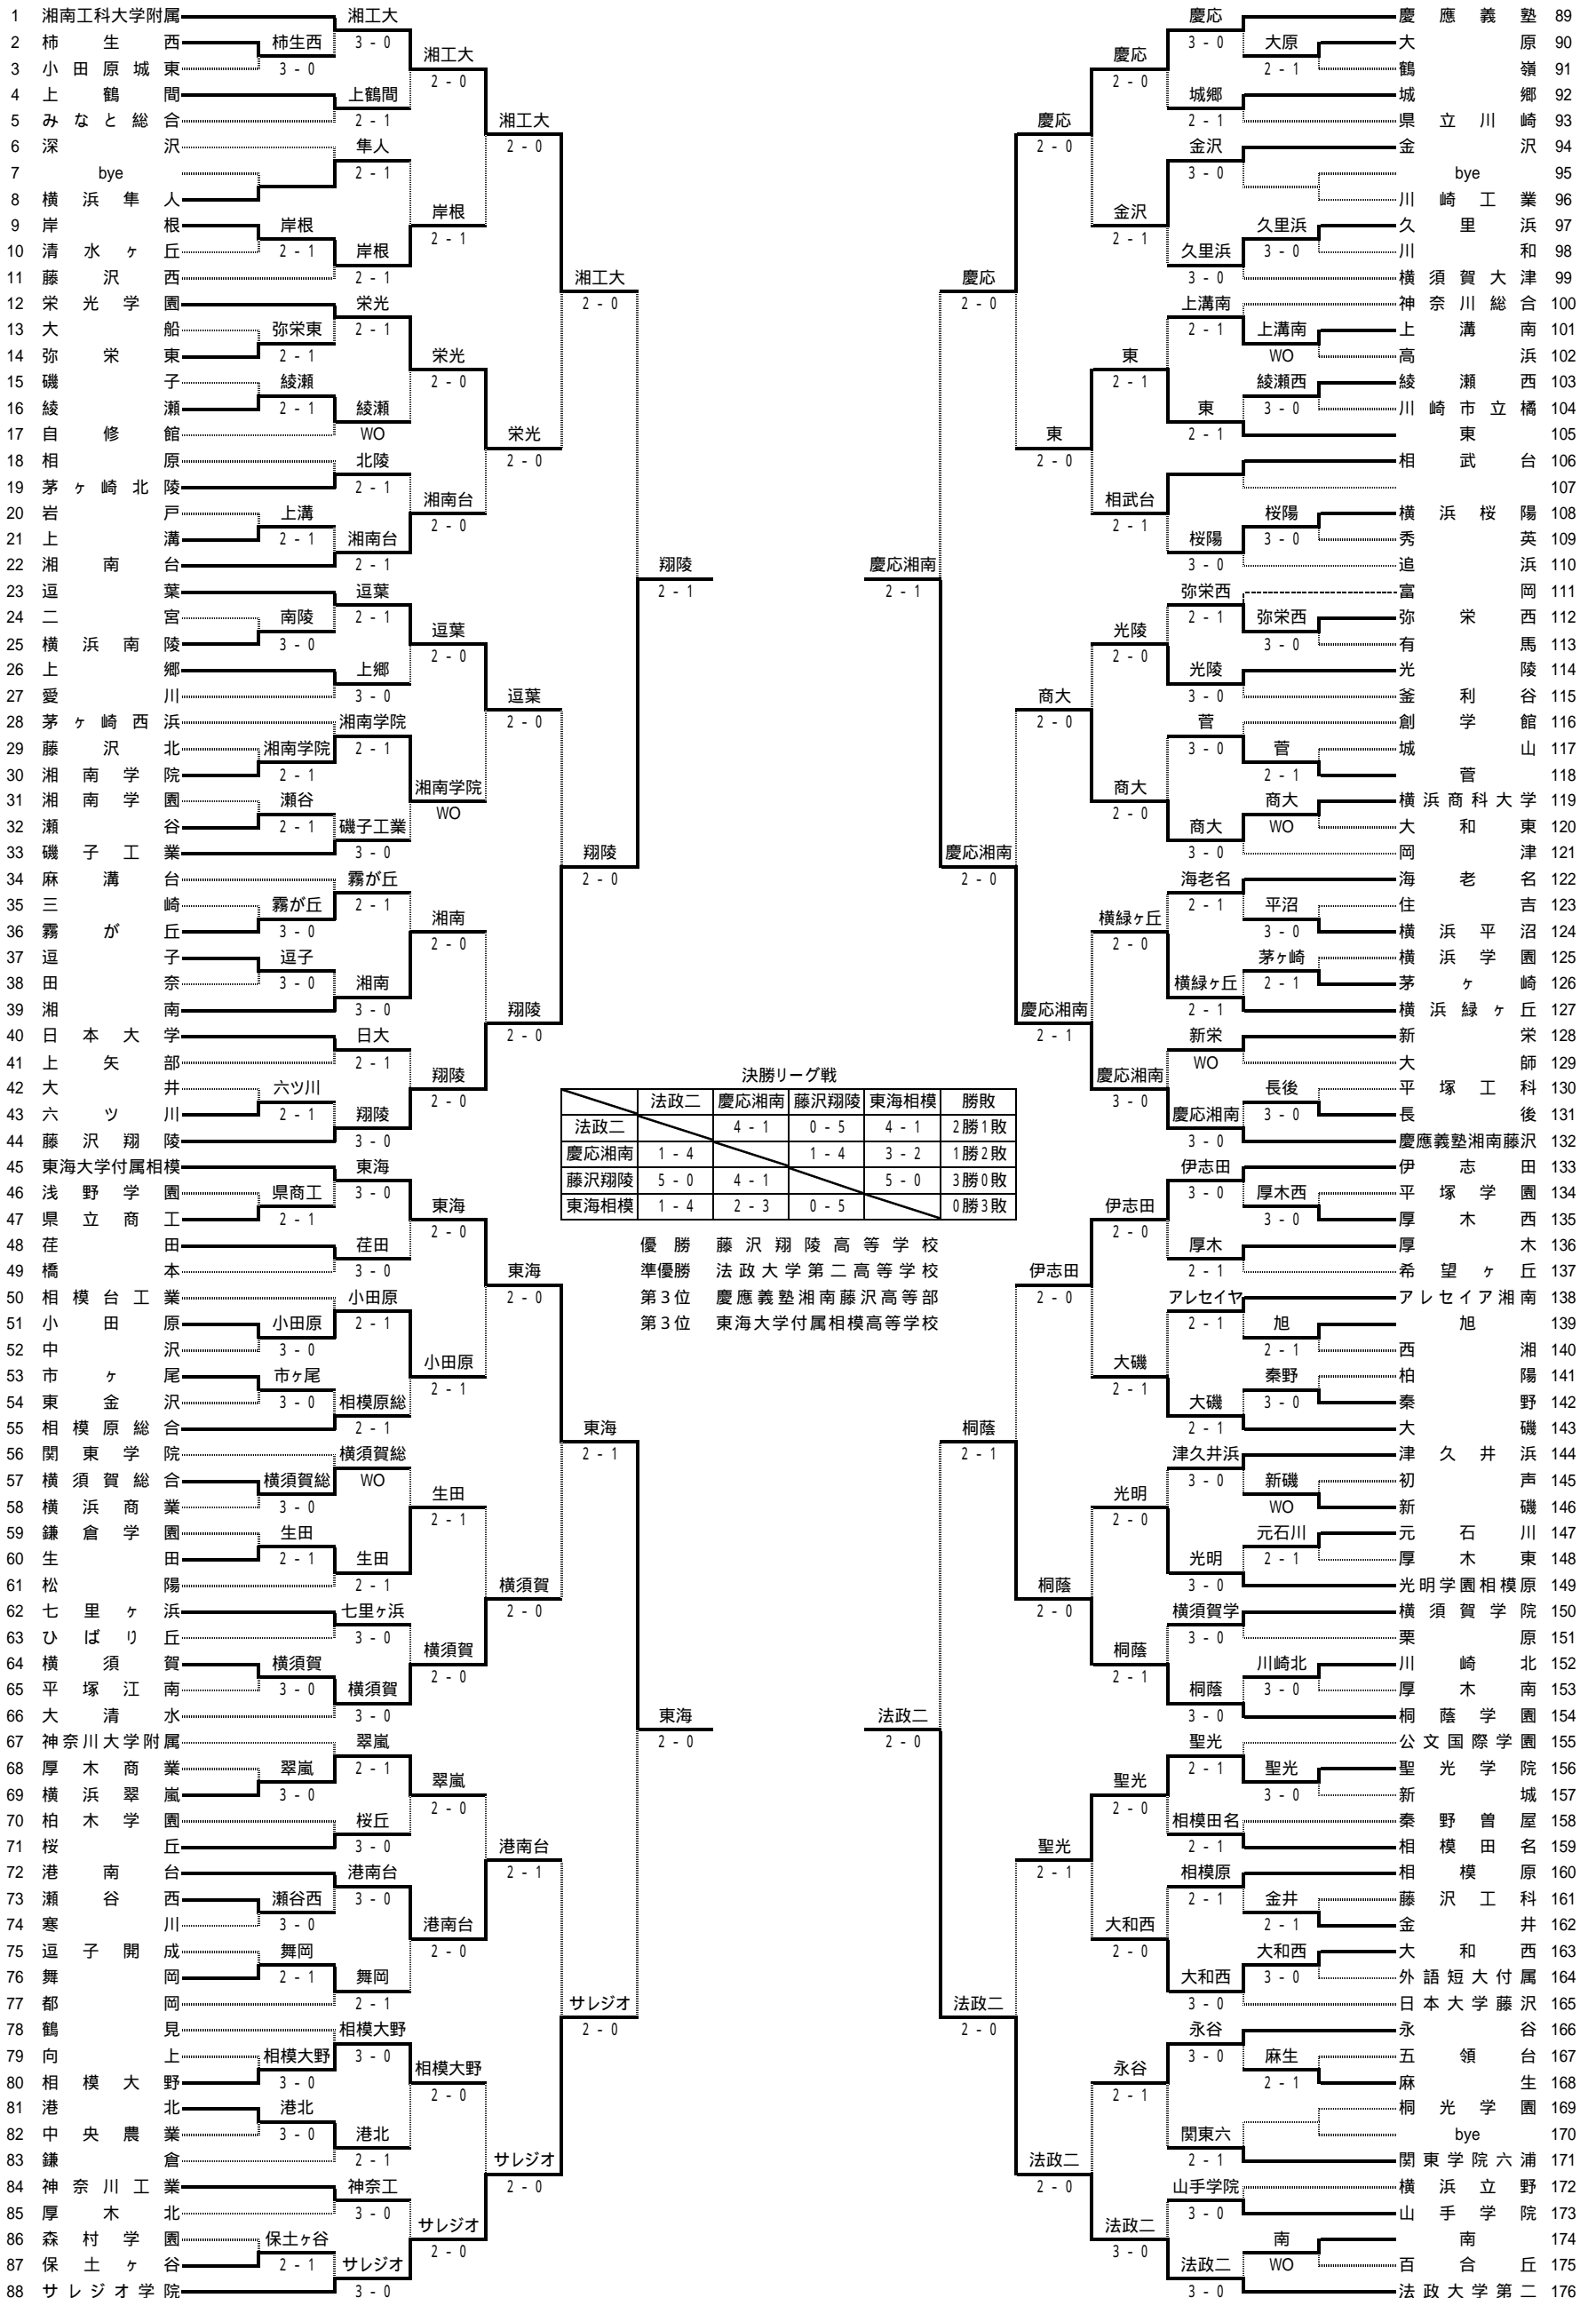 1 湘南工科大学附属 湘工大 慶応 慶應義塾 89
2 柿生西 柿生西 3 - 0 3 - 0 大原 大原 90
3 小田原城東 3 - 0 湘工大 慶応 2 - 1 鶴嶺 91
4 上鶴間 上鶴間 2 - 0 2 - 0 城郷 城郷 92
5 みなと総合 2 - 1 湘工大 慶応 2 - 1 県立川崎 93
6 深沢 隼人 2 - 0 2 - 0 金沢 金沢 94
7 bye 2 - 1 3 - 0 bye 95
8 横浜隼人 岸根 金沢 川崎工業 96
9 岸根 岸根 2 - 1 2 - 1 久里浜 久里浜 97
10 清水ヶ丘 2 - 1 岸根 久里浜 3 - 0 川和 98
11 藤沢西 2 - 1 湘工大 慶応 3 - 0 横須賀大津 99
12 栄光学園 栄光 2 - 0 2 - 0 上溝南 神奈川総合 100
13 大船 弥栄東 2 - 1 2 - 1 上溝南 上溝南 101
14 弥栄東 2 - 1 栄光 東 WO 高浜 102
15 磯子 綾瀬 2 - 0 2 - 1 綾瀬西 綾瀬西 103
16 綾瀬 2 - 1 綾瀬 東 3 - 0 川崎市立橘 104
17 自修館 WO 栄光 東 2 - 1 東 105
18 相原 北陵 2 - 0 2 - 0 相武台 106
19 茅ヶ崎北陵 2 - 1 107
20 岩戸 上溝 湘南台 2 - 0 相武台 2 - 1 桜陽 横浜桜陽 108
21 上溝 2 - 1 湘南台 桜陽 3 - 0 秀英 109
22 湘南台 2 - 1 翔陵 慶応湘南 3 - 0 追浜 110
23 逗葉 逗葉 2 - 1 2 - 1 弥栄西 富岡 111
24 二宮 南陵 2 - 1 2 - 1 弥栄西 弥栄西 112
25 横浜南陵 3 - 0 逗葉 2 - 0 光陵 2 - 0 3 - 0 有馬 113
26 上郷 上郷 光陵 光陵 114
27 愛川 3 - 0 逗葉 商大 3 - 0 釜利谷 115
28 茅ヶ崎西浜 湘南学院 2 - 0 2 - 0 菅 創学館 116
29 藤沢北 湘南学院 2 - 1 3 - 0 菅 城山 117
30 湘南学院 2 - 1 湘南学院 商大 2 - 1 菅 118
31 湘南学園 瀬谷 WO 2 - 0 商大 横浜商科大学 119
32 瀬谷 2 - 1 磯子工業 商大 WO 大和東 120
33 磯子工業 3 - 0 翔陵 慶応湘南 3 - 0 岡津 121
34 麻溝台 霧が丘 2 - 0 2 - 0 海老名 海老名 122
35 三崎 霧が丘 2 - 1 2 - 1 平沼 住吉 123
36 霧が丘 3 - 0 湘南 横緑ヶ丘 3 - 0 横浜平沼 124
37 逗子 逗子 2 - 0 2 - 0 茅ヶ崎 横浜学園 125
38 田奈 3 - 0 湘南 横緑ヶ丘 2 - 1 茅ヶ崎 126
39 湘南 3 - 0 翔陵 慶応湘南 2 - 1 横浜緑ヶ丘 127
40 日本大学 日大 2 - 0 2 - 1 新栄 新栄 128
41 上矢部 2 - 1 WO 大師 129
42 大井 六ツ川 翔陵 2 - 0 慶応湘南 3 - 0 長後 平塚工科 130
43 六ツ川 2 - 1 翔陵 慶応湘南 3 - 0 長後 131
44 藤沢翔陵 3 - 0 3 - 0 慶應義塾湘南藤沢 132
決勝リーグ戦
法政二 慶応湘南 藤沢翔陵 東海相模 勝敗
法政二 4 - 1 0 - 5 4 - 1 2勝1敗
慶応湘南 1 - 4 1 - 4 3 - 2 1勝2敗
藤沢翔陵 5 - 0 4 - 1 5 - 0 3勝0敗
東海相模 1 - 4 2 - 3 0 - 5 0勝3敗
優勝 藤沢翔陵高等学校
準優勝 法政大学第二高等学校
第3位 慶應義塾湘南藤沢高等部
第3位 東海大学付属相模高等学校
45 東海大学付属相模 東海 伊志田 伊志田 133
46 浅野学園 県商工 3 - 0 3 - 0 厚木西 平塚学園 134
47 県立商工 2 - 1 東海 2 - 0 伊志田 2 - 0 3 - 0 厚木西 135
48 荏田 荏田 厚木 厚木 136
49 橋本 3 - 0 東海 伊志田 2 - 1 希望ヶ丘 137
50 相模台工業 小田原 2 - 0 2 - 0 アレセイヤ アレセイア湘南 138
51 小田原 小田原 2 - 1 2 - 1 旭 旭 139
52 中沢 3 - 0 小田原 大磯 2 - 1 西湘 140
53 市ヶ尾 市ヶ尾 2 - 1 2 - 1 秦野 柏陽 141
54 東金沢 3 - 0 相模原総 大磯 3 - 0 秦野 142
55 相模原総合 2 - 1 東海 桐蔭 2 - 1 大磯 143
56 関東学院 横須賀総 2 - 1 2 - 1 津久井浜 津久井浜 144
57 横須賀総合 横須賀総 WO 3 - 0 新磯 初声 145
58 横浜商業 3 - 0 生田 光明 WO 新磯 146
59 鎌倉学園 生田 2 - 1 2 - 0 元石川 元石川 147
60 生田 2 - 1 生田 光明 2 - 1 厚木東 148
61 松陽 2 - 1 横須賀 桐蔭 3 - 0 光明学園相模原 149
62 七里ヶ浜 七里ヶ浜 2 - 0 2 - 0 横須賀学 横須賀学院 150
63 ひばり丘 3 - 0 3 - 0 栗原 151
64 横須賀 横須賀 横須賀 2 - 0 桐蔭 2 - 1 川崎北 川崎北 152
65 平塚江南 3 - 0 横須賀 桐蔭 3 - 0 厚木南 153
66 大清水 3 - 0 東海 法政二 3 - 0 桐蔭学園 154
67 神奈川大学附属 翠嵐 2 - 0 2 - 0 聖光 公文国際学園 155
68 厚木商業 翠嵐 2 - 1 2 - 1 聖光 聖光学院 156
69 横浜翠嵐 3 - 0 翠嵐 2 - 0 聖光 2 - 0 3 - 0 新城 157
70 柏木学園 桜丘 相模田名 秦野曽屋 158
71 桜丘 3 - 0 港南台 聖光 2 - 1 相模田名 159
72 港南台 港南台 2 - 1 2 - 1 相模原 相模原 160
73 瀬谷西 瀬谷西 3 - 0 2 - 1 金井 藤沢工科 161
74 寒川 3 - 0 港南台 大和西 2 - 1 金井 162
75 逗子開成 舞岡 2 - 0 2 - 0 大和西 大和西 163
76 舞岡 2 - 1 舞岡 大和西 3 - 0 外語短大付属 164
77 都岡 2 - 1 サレジオ 法政二 3 - 0 日本大学藤沢 165
78 鶴見 相模大野 2 - 0 2 - 0 永谷 永谷 166
79 向上 相模大野 3 - 0 3 - 0 麻生 五領台 167
80 相模大野 3 - 0 相模大野 2 - 0 永谷 2 - 1 2 - 1 麻生 168
81 港北 港北 桐光学園 169
82 中央農業 3 - 0 港北 関東六 bye 170
83 鎌倉 2 - 1 サレジオ 法政二 2 - 1 関東学院六浦 171
84 神奈川工業 神奈工 2 - 0 2 - 0 山手学院 横浜立野 172
85 厚木北 3 - 0 3 - 0 山手学院 173
86 森村学園 保土ヶ谷 サレジオ 2 - 0 法政二 3 - 0 南 南 174
87 保土ヶ谷 2 - 1 サレジオ 法政二 WO 百合丘 175
88 サレジオ学院 3 - 0 3 - 0 法政大学第二 176